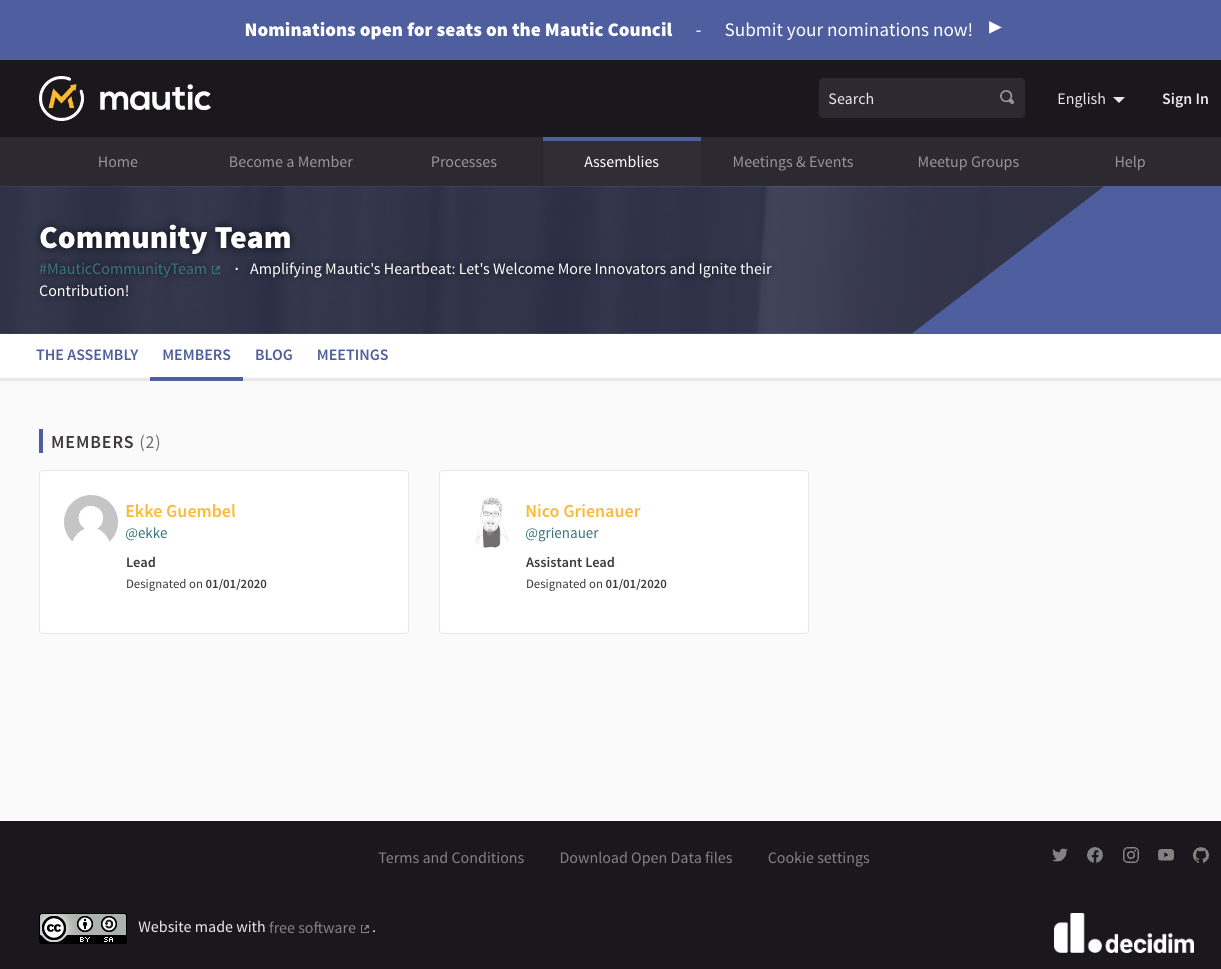 Nominations open for seats on the Mautic Council - Submit your nominations now! ▶
mautic
Search
English
Sign In
Home
Become a Member
Processes
Assemblies
Meetings & Events
Meetup Groups
Help
Community Team
#MauticCommunityTeam · Amplifying Mautic's Heartbeat: Let's Welcome More Innovators and Ignite their
Contribution!
THE ASSEMBLY
MEMBERS
BLOG
MEETINGS
MEMBERS (2)
Ekke Guembel
@ekke
Lead
Designated on 01/01/2020
Nico Grienauer
@grienauer
Assistant Lead
Designated on 01/01/2020
Terms and Conditions
Download Open Data files
Cookie settings
cc BY SA
Website made with free software .
decidim